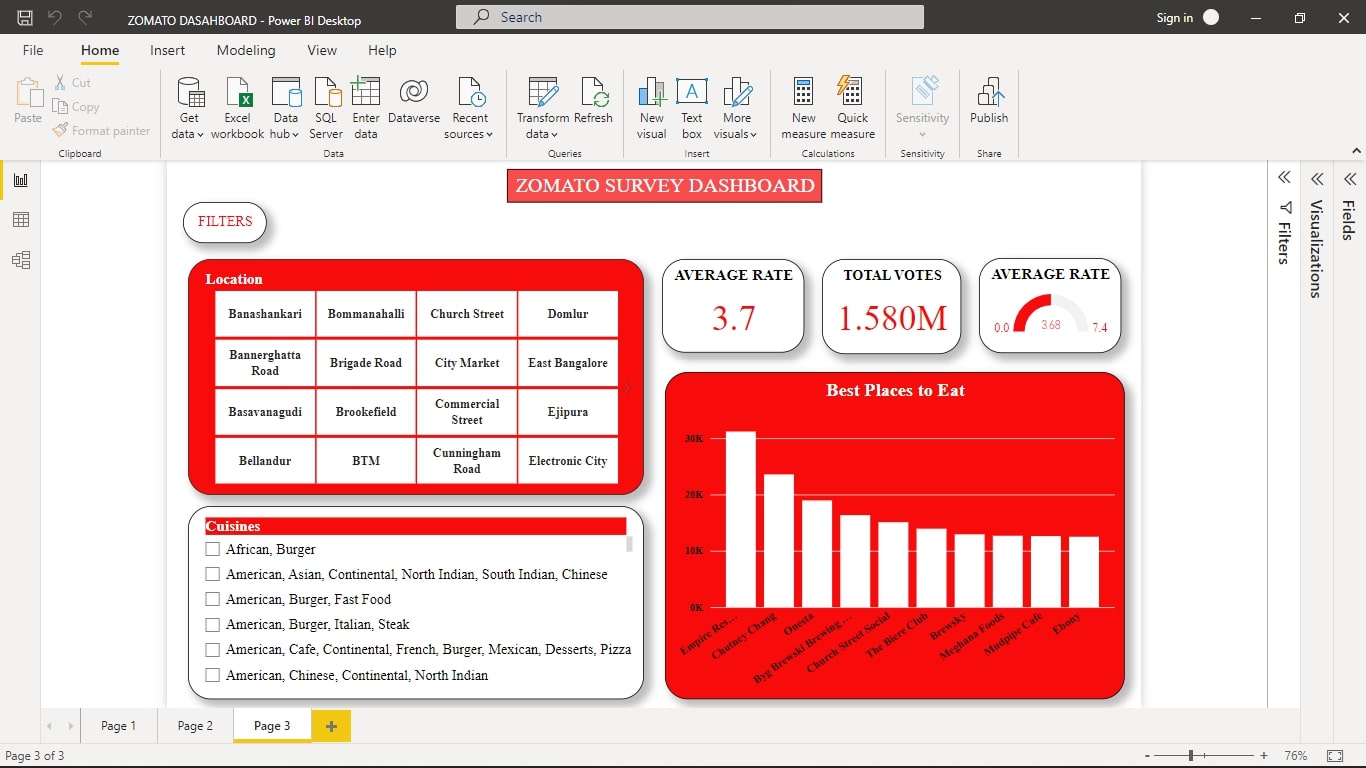 ZOMATO DASAHBOARD - Power BI Desktop
Search
Sign in
File Home Insert Modeling View Help
Paste
Cut
Copy
Format painter
Clipboard
Get data
Excel workbook
Data hub
SQL Server
Enter data
Dataverse
Recent sources
Data
Transform data
Refresh
Queries
New visual
A
Text box
More visuals
Insert
New measure
Quick measure
Calculations
Sensitivity
Sensitivity
Publish
Share
ZOMATO SURVEY DASHBOARD
FILTERS
Location
Banashankari Bommanahalli Church Street Domlur
Bannerghatta Road Brigade Road City Market East Bangalore
Basavanagudi Brookefield Commercial Street Ejipura
Bellandur BTM Cunningham Road Electronic City
Cuisines
African, Burger
American, Asian, Continental, North Indian, South Indian, Chinese
American, Burger, Fast Food
American, Burger, Italian, Steak
American, Cafe, Continental, French, Burger, Mexican, Desserts, Pizza
American, Chinese, Continental, North Indian
AVERAGE RATE
3.7
TOTAL VOTES
1.580M
AVERAGE RATE
0.0 3.68 7.4
Best Places to Eat
30K
20K
10K
0K
Empire Res...
Chutney Chang
Onesta
Byg Brewski Brewing ...
Church Street Social
The Biere Club
Brewsky
Meghana Foods
Mudpipe Cafe
Ebony
Filters
Visualizations
Fields
Page 1 Page 2 Page 3
Page 3 of 3
- + 76%